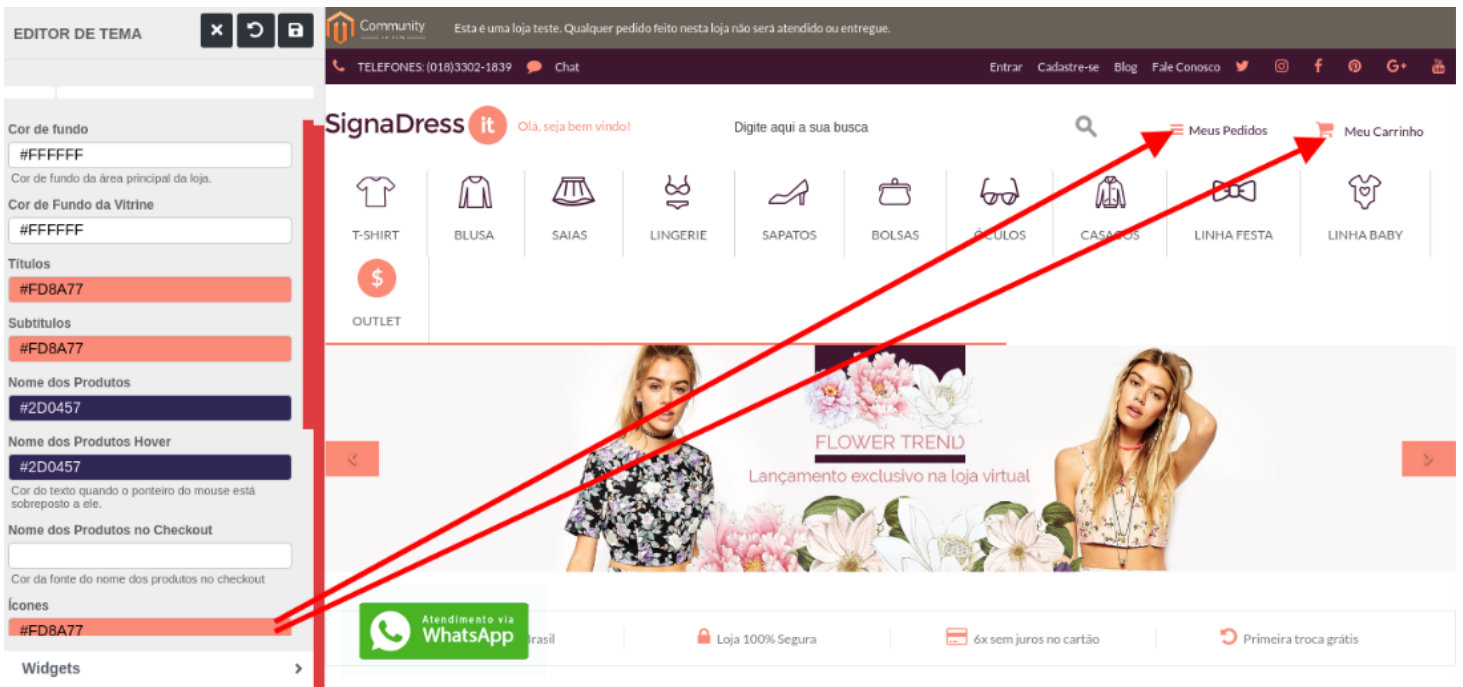 EDITOR DE TEMA
Cor de fundo
#FFFFFF
Cor de fundo da área principal da loja.
Cor de Fundo da Vitrine
#FFFFFF
Títulos
#FD8A77
Subtítulos
#FD8A77
Nome dos Produtos
#2D0457
Nome dos Produtos Hover
#2D0457
Cor do texto quando o ponteiro do mouse está
sobreposto a ele.
Nome dos Produtos no Checkout
Cor da fonte do nome dos produtos no checkout
Ícones
#FD8A77
Widgets
Community
Esta é uma loja teste. Qualquer pedido feito nesta loja não será atendido ou entregue.
TELEFONES: (018)3302-1839 Chat
Entrar Cadastre-se Blog Fale Conosco
SignaDress it
Olá, seja bem vindo!
Digite aqui a sua busca
Meus Pedidos
Meu Carrinho
T-SHIRT BLUSA SAIAS LINGERIE SAPATOS BOLSAS ÓCULOS CASACOS LINHA FESTA LINHA BABY
$
OUTLET
FLOWER TREND
Lançamento exclusivo na loja virtual
Atendimento via
WhatsApp
Brasil
Loja 100% Segura
6x sem juros no cartão
Primeira troca grátis